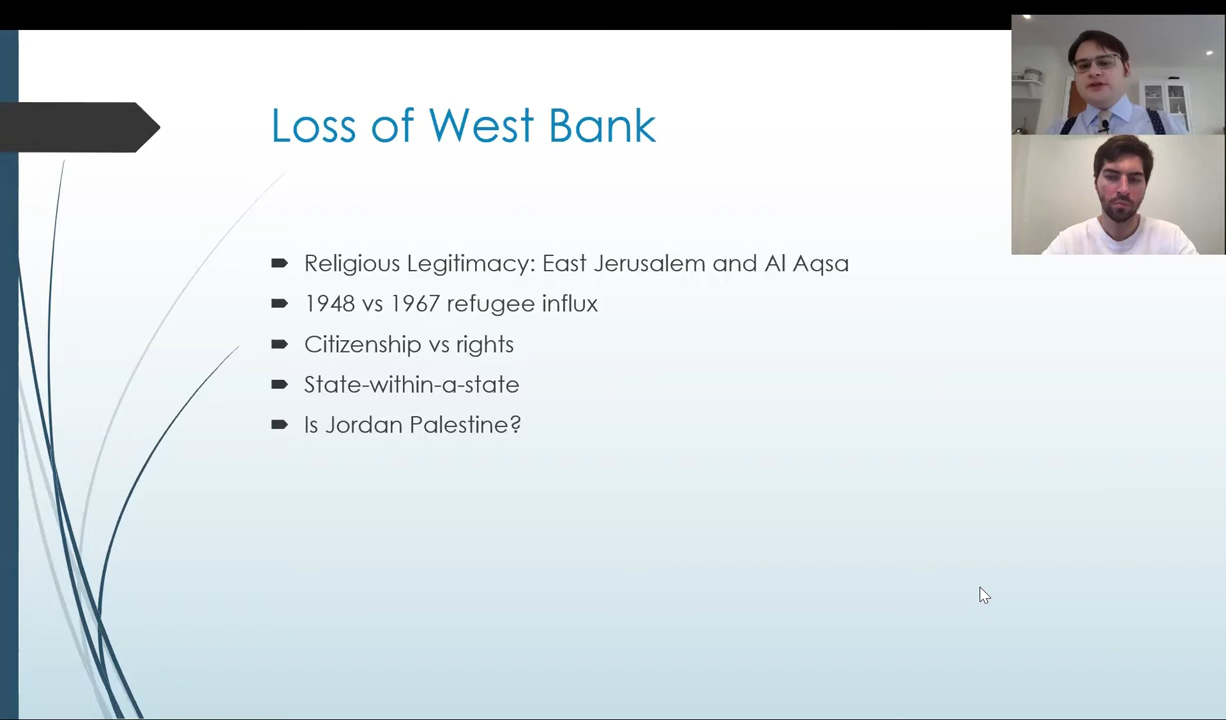 Loss of West Bank
Religious Legitimacy: East Jerusalem and Al Aqsa
1948 vs 1967 refugee influx
Citizenship vs rights
State-within-a-state
Is Jordan Palestine?